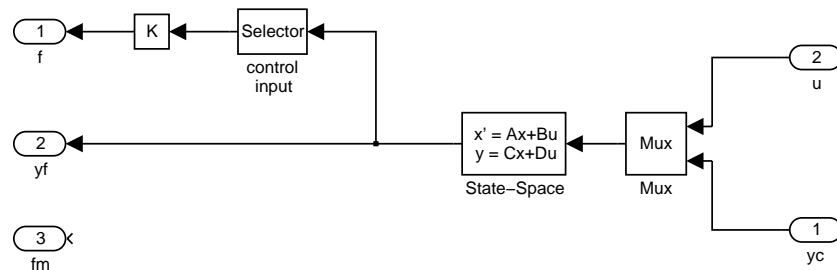 1
f
K
Selector
control
input
2
u
2
yf
x' = Ax+Bu
y = Cx+Du
State−Space
Mux
Mux
3
fm
1
yc